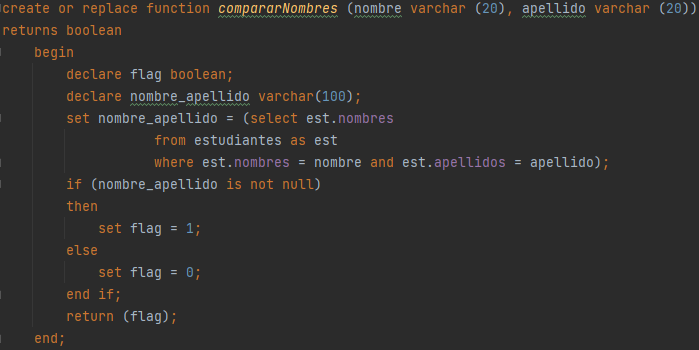 create or replace function compararNombres (nombre varchar (20), apellido varchar (20))
returns boolean
begin
declare flag boolean;
declare nombre_apellido varchar(100);
set nombre_apellido = (select est.nombres
from estudiantes as est
where est.nombres = nombre and est.apellidos = apellido);
if (nombre_apellido is not null)
then
set flag = 1;
else
set flag = 0;
end if;
return (flag);
end;